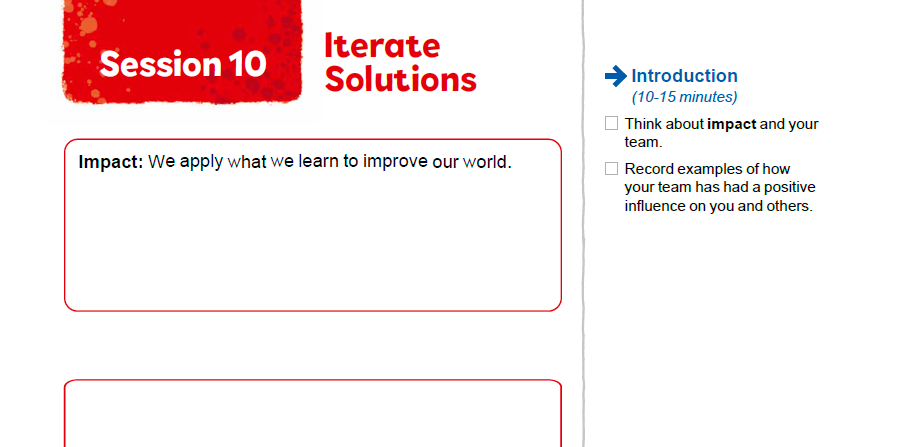 Session 10
Iterate
Solutions
Impact: We apply what we learn to improve our world.
Introduction
(10-15 minutes)
Think about impact and your
team.
Record examples of how
your team has had a positive
influence on you and others.